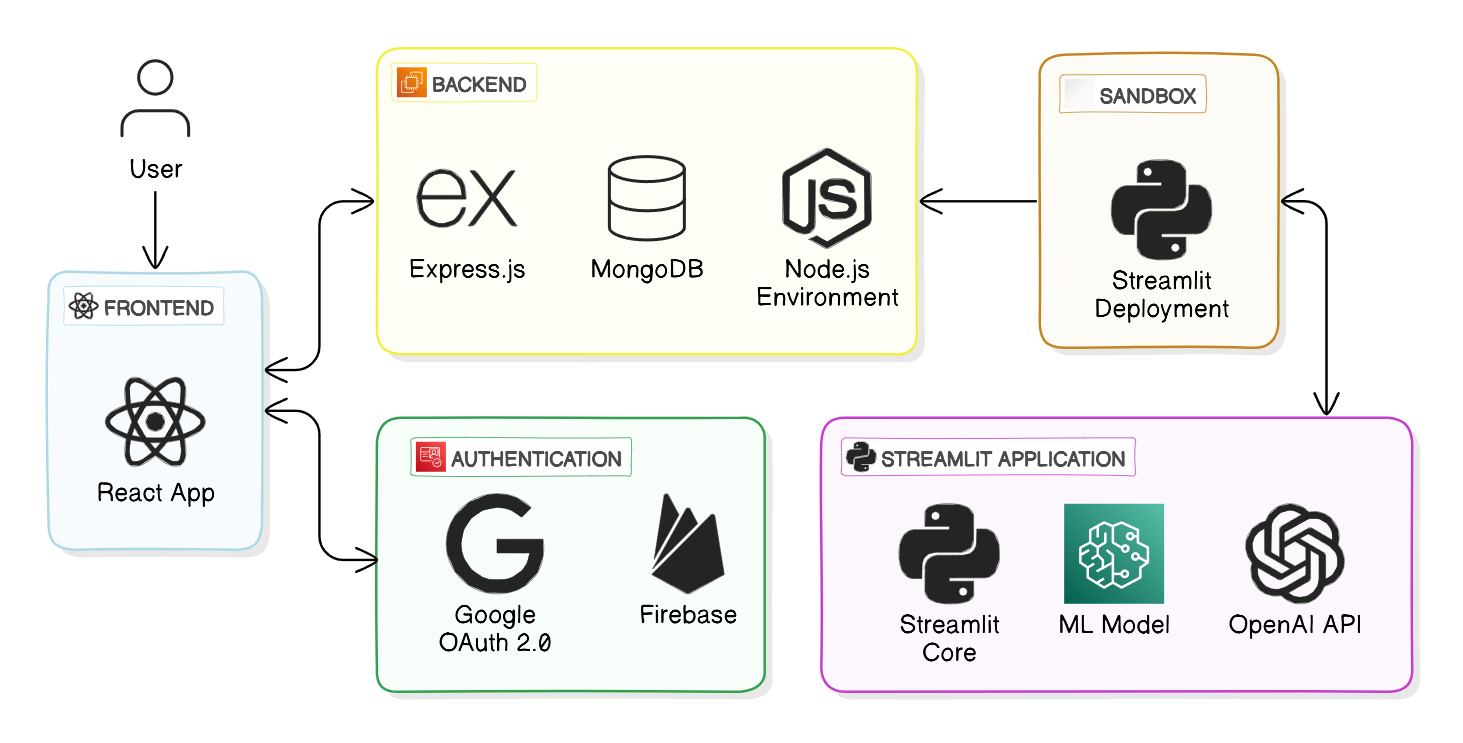 User
FRONTEND
React App
BACKEND
ex
Express.js
MongoDB
JS
Node.js
Environment
SANDBOX
Streamlit
Deployment
AUTHENTICATION
G
Google
OAuth 2.0
Firebase
STREAMLIT APPLICATION
Streamlit
Core
ML Model
OpenAI API